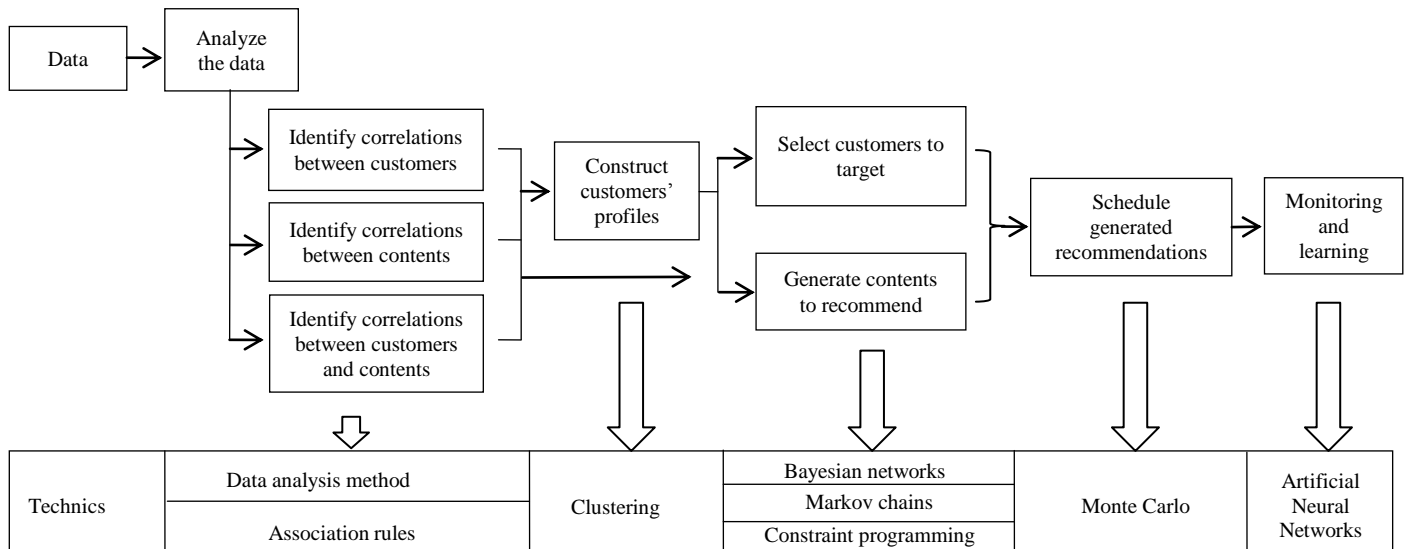 Data
Analyze
the data
Identify correlations
between customers
Identify correlations
between contents
Identify correlations
between customers
and contents
Construct
customers’
profiles
Select customers to
target
Generate contents
to recommend
Schedule
generated
recommendations
Monitoring
and
learning
Technics
Data analysis method
Association rules
Clustering
Bayesian networks
Markov chains
Constraint programming
Monte Carlo
Artificial
Neural
Networks